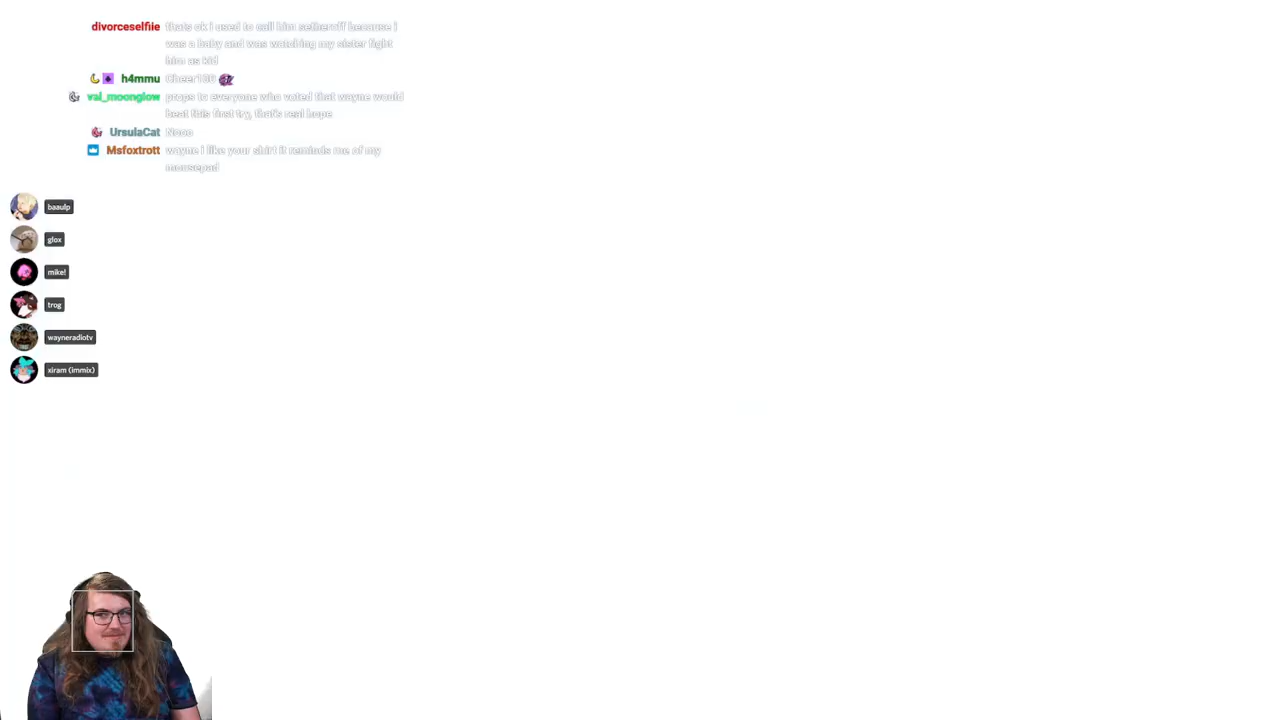 divorceselfiie thats ok i used to call him setheroff because i
was a baby and was watching my sister fight
him as kid
h4mmu Cheer100
val_moonglow props to everyone who voted that wayne would
beat this first try, that's real hope
UrsulaCat Nooo
Msfoxtrott wayne i like your shirt it reminds me of my
mousepad
baaulp
glox
mike!
trog
wayneradiotv
xiram (immix)